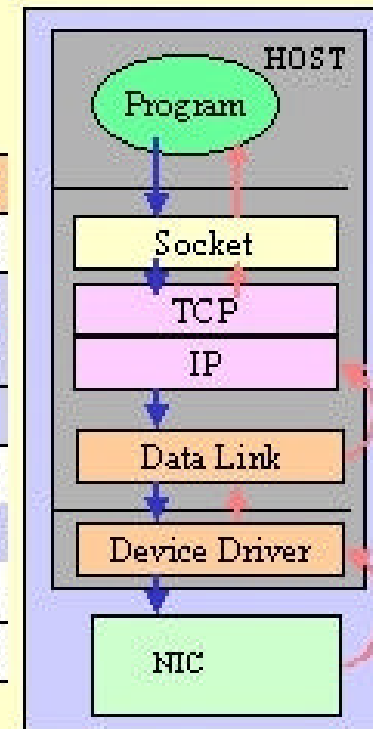 HOST
Program
Socket
TCP
IP
Data Link
Device Driver
NIC